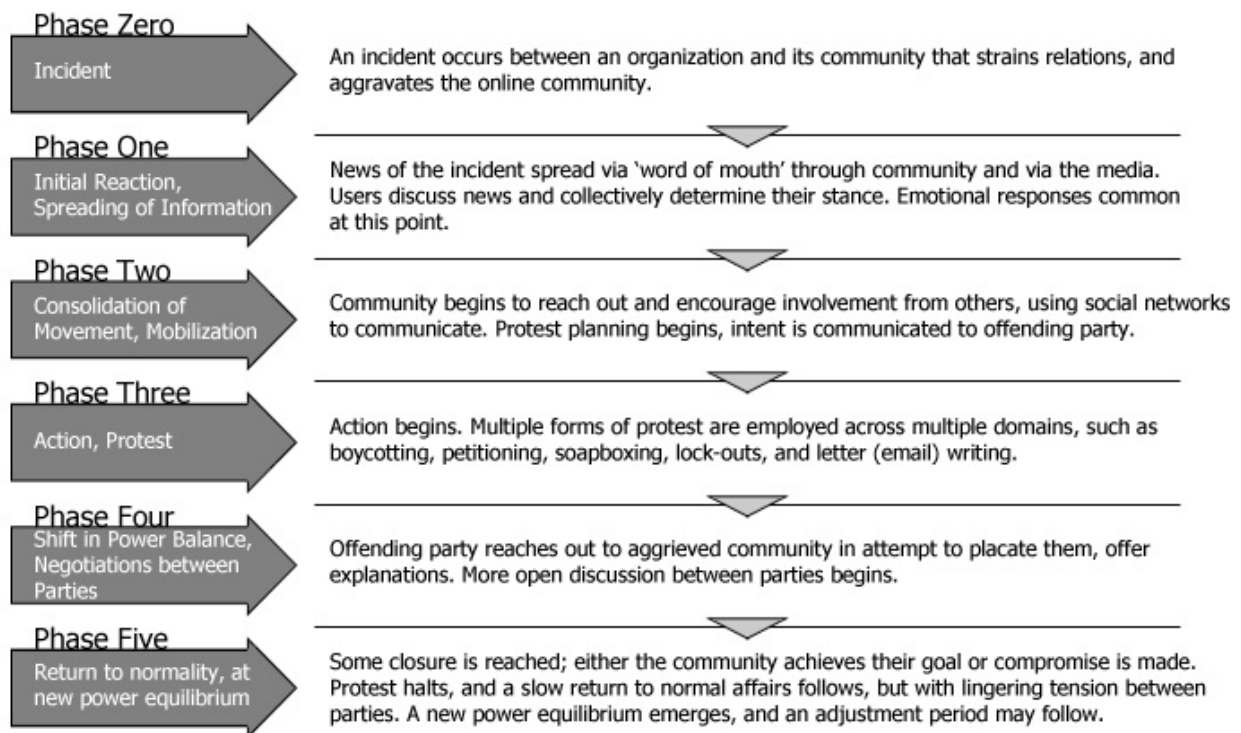 Phase Zero
Incident
An incident occurs between an organization and its community that strains relations, and
aggravates the online community.
Phase One
Initial Reaction,
Spreading of Information
News of the incident spread via ‘word of mouth’ through community and via the media.
Users discuss news and collectively determine their stance. Emotional responses common
at this point.
Phase Two
Consolidation of
Movement, Mobilization
Community begins to reach out and encourage involvement from others, using social networks
to communicate. Protest planning begins, intent is communicated to offending party.
Phase Three
Action, Protest
Action begins. Multiple forms of protest are employed across multiple domains, such as
boycotting, petitioning, soapboxing, lock-outs, and letter (email) writing.
Phase Four
Shift in Power Balance,
Negotiations between
Parties
Offending party reaches out to aggrieved community in attempt to placate them, offer
explanations. More open discussion between parties begins.
Phase Five
Return to normality, at
new power equilibrium
Some closure is reached; either the community achieves their goal or compromise is made.
Protest halts, and a slow return to normal affairs follows, but with lingering tension between
parties. A new power equilibrium emerges, and an adjustment period may follow.